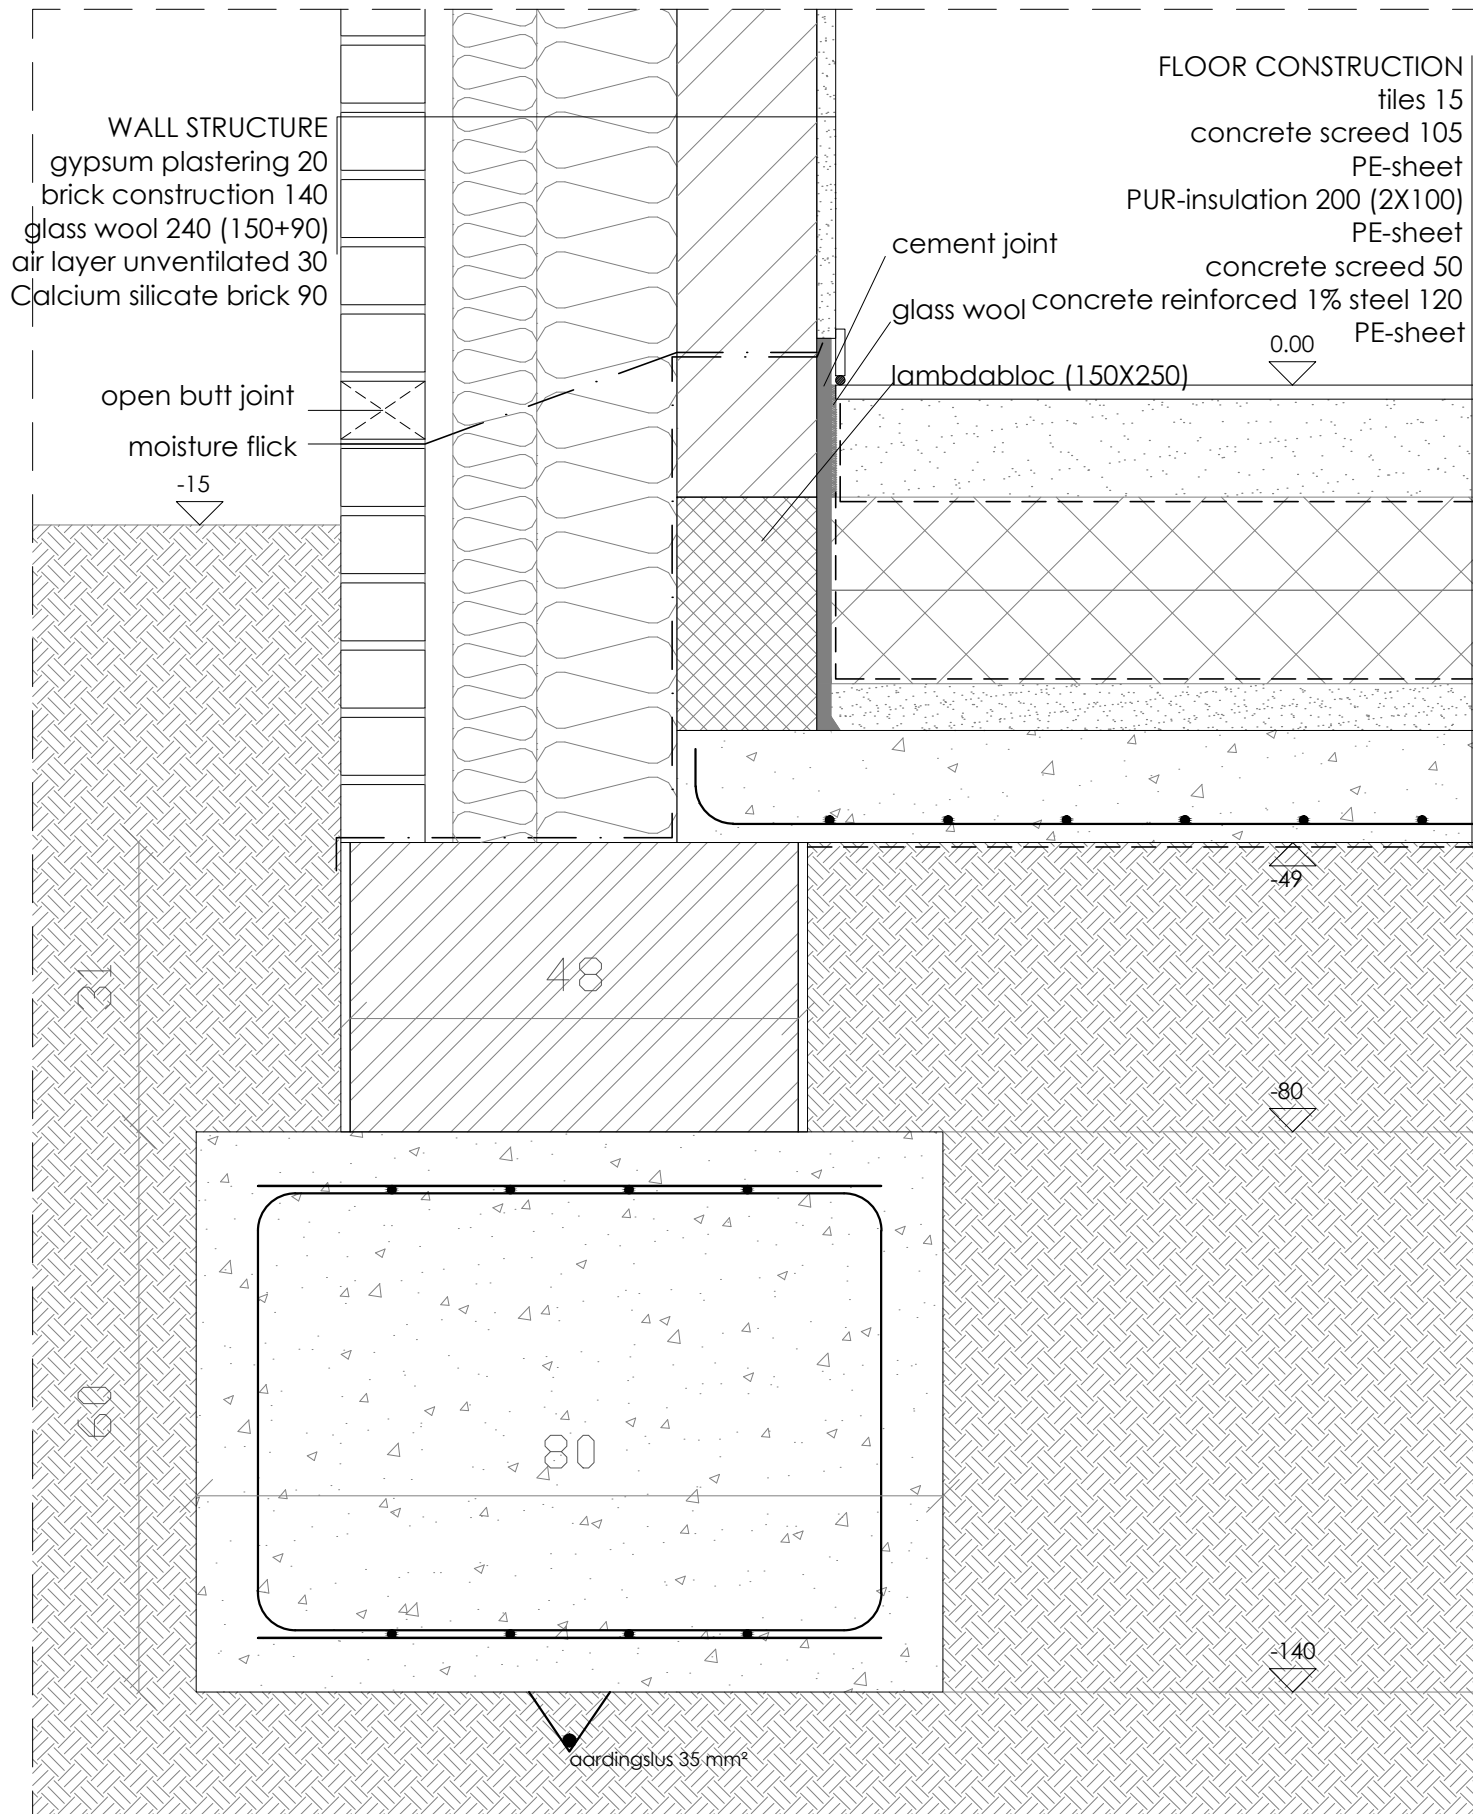 WALL STRUCTURE
gypsum plastering 20
brick construction 140
glass wool 240 (150+90)
air layer unventilated 30
Calcium silicate brick 90
open butt joint
moisture flick
-15
FLOOR CONSTRUCTION
tiles 15
concrete screed 105
PE-sheet
PUR-insulation 200 (2X100)
PE-sheet
concrete screed 50
concrete reinforced 1% steel 120
PE-sheet
cement joint
glass wool
lambdabloc (150X250)
0.00
-49
31
48
-80
60
80
-140
aardingslus 35 mm²